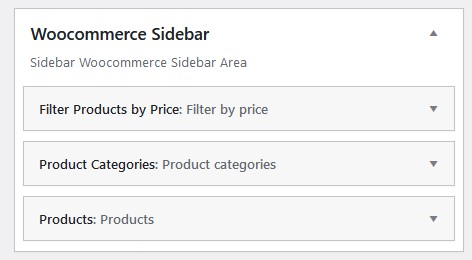 Woocommerce Sidebar
Sidebar Woocommerce Sidebar Area
Filter Products by Price: Filter by price
Product Categories: Product categories
Products: Products